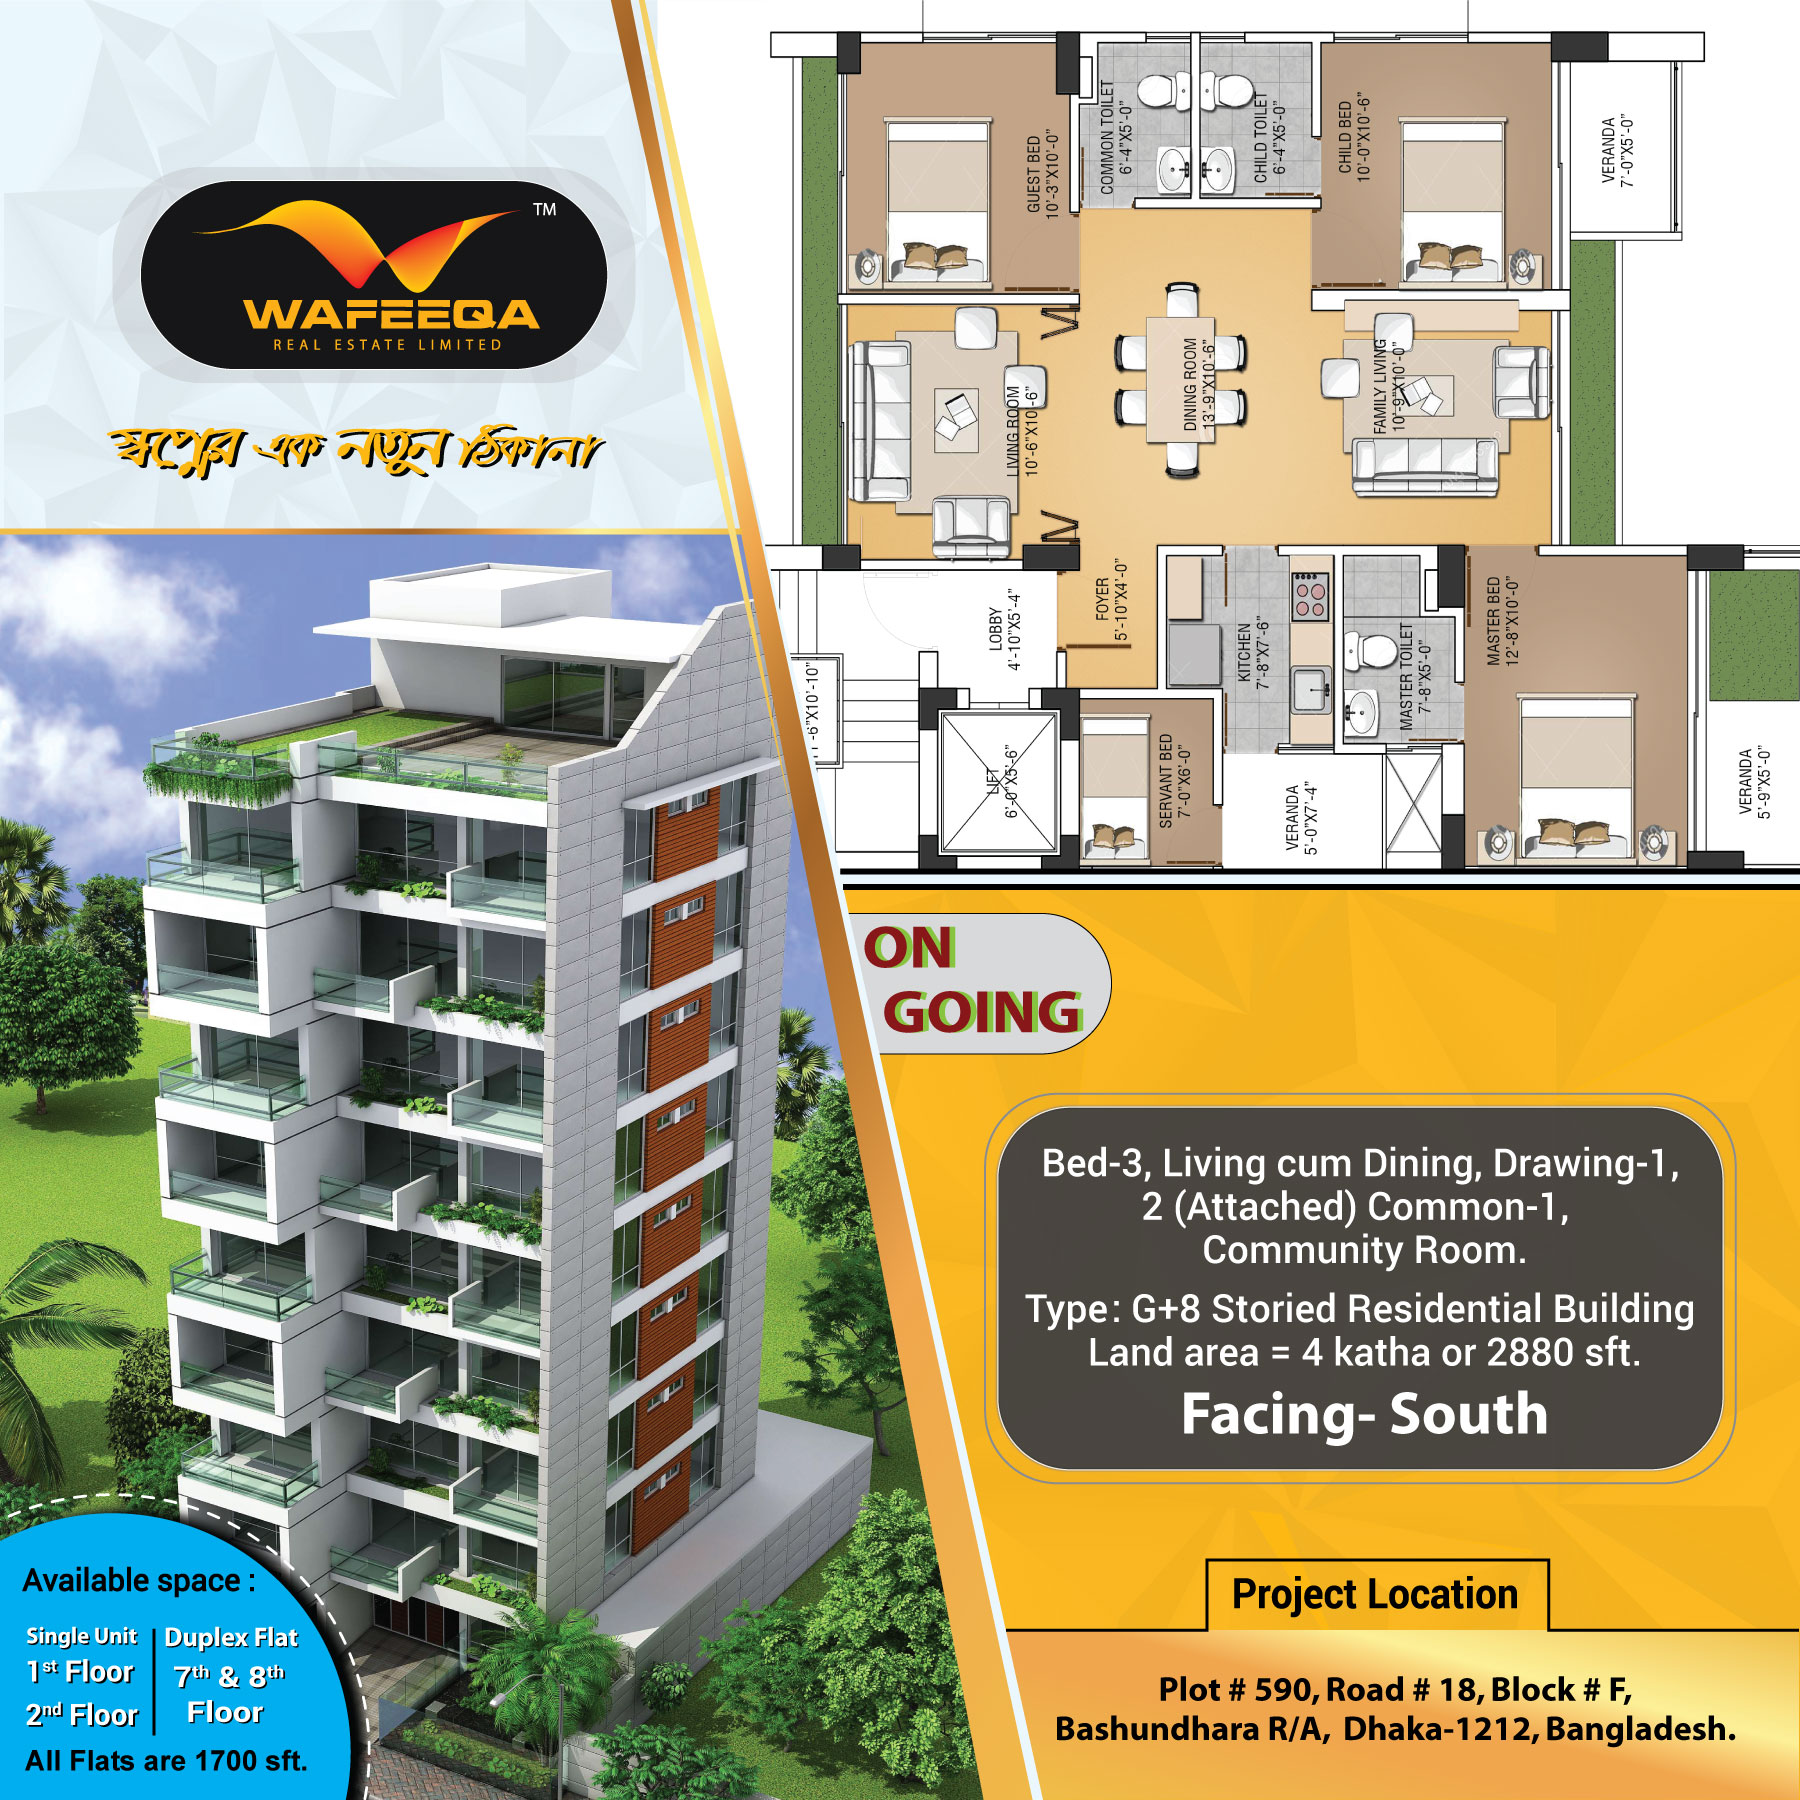 WAFEEQA TM
REAL ESTATE LIMITED
স্বপ্নের এক নতুন ঠিকানা
GUEST BED
10'-3"X10'-0"
COMMON TOILET
6'-4"X5'-0"
CHILD TOILET
6'-4"X5'-0"
CHILD BED
10'-0"X10'-6"
VERANDA
7'-0"X5'-0"
LIVING ROOM
10'-6"X10'-6"
DINING ROOM
13'-9"X10'-6"
FAMILY LIVING
10'-9"X10'-0"
LOBBY
4'-10"X5'-4"
FOYER
5'-10"X4'-0"
KITCHEN
7'-8"X7'-6"
MASTER TOILET
7'-8"X5'-0"
MASTER BED
12'-8"X10'-0"
LIFT
6'-0"X5'-6"
SERVANT BED
7'-0"X6'-0"
VERANDA
5'-0"X7'-4"
VERANDA
5'-9"X5'-0"
ON
GOING
Bed-3, Living cum Dining, Drawing-1,
2 (Attached) Common-1,
Community Room.
Type: G+8 Storied Residential Building
Land area = 4 katha or 2880 sft.
Facing- South
Available space :
Single Unit
1st Floor
2nd Floor
Duplex Flat
7th & 8th
Floor
All Flats are 1700 sft.
Project Location
Plot # 590, Road # 18, Block # F,
Bashundhara R/A, Dhaka-1212, Bangladesh.